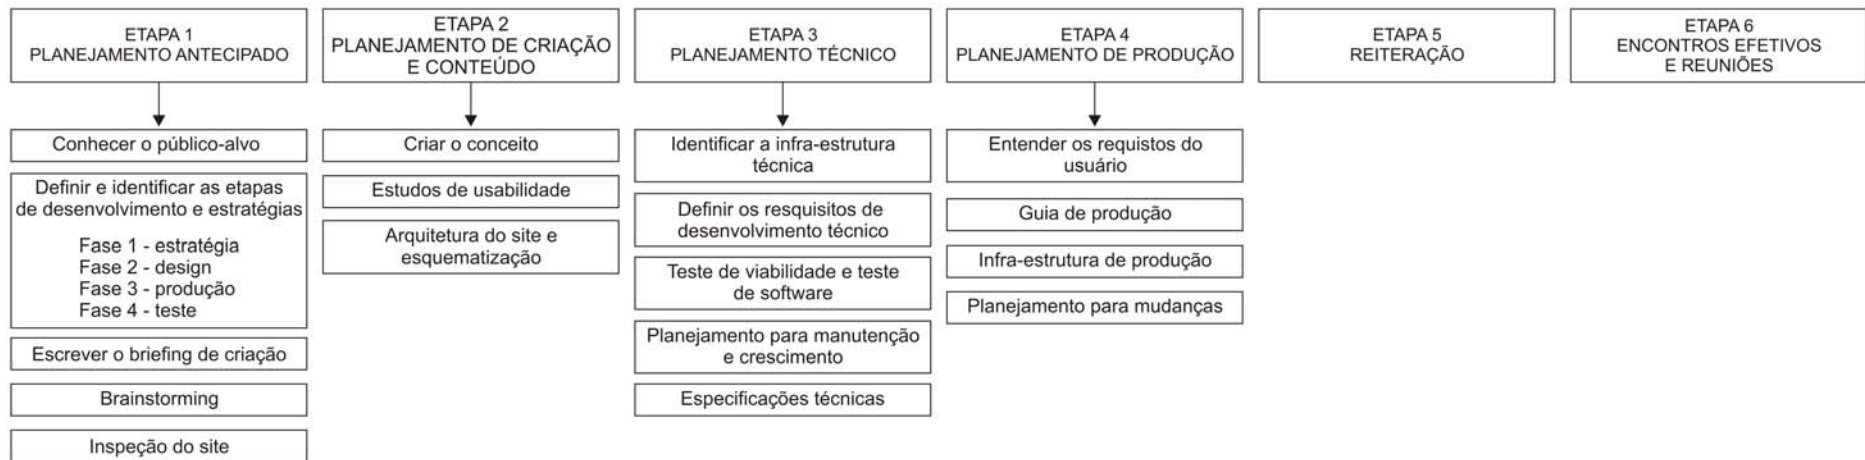 ETAPA 1
PLANEJAMENTO ANTECIPADO
Conhecer o público-alvo
Definir e identificar as etapas
de desenvolvimento e estratégias
Fase 1 - estratégia
Fase 2 - design
Fase 3 - produção
Fase 4 - teste
Escrever o briefing de criação
Brainstorming
Inspeção do site
ETAPA 2
PLANEJAMENTO DE CRIAÇÃO
E CONTEÚDO
Criar o conceito
Estudos de usabilidade
Arquitetura do site e
esquematização
ETAPA 3
PLANEJAMENTO TÉCNICO
Identificar a infra-estrutura
técnica
Definir os resquisitos de
desenvolvimento técnico
Teste de viabilidade e teste
de software
Planejamento para manutenção
e crescimento
Especificações técnicas
ETAPA 4
PLANEJAMENTO DE PRODUÇÃO
Entender os requistos do
usuário
Guia de produção
Infra-estrutura de produção
Planejamento para mudanças
ETAPA 5
REITERAÇÃO
ETAPA 6
ENCONTROS EFETIVOS
E REUNIÕES